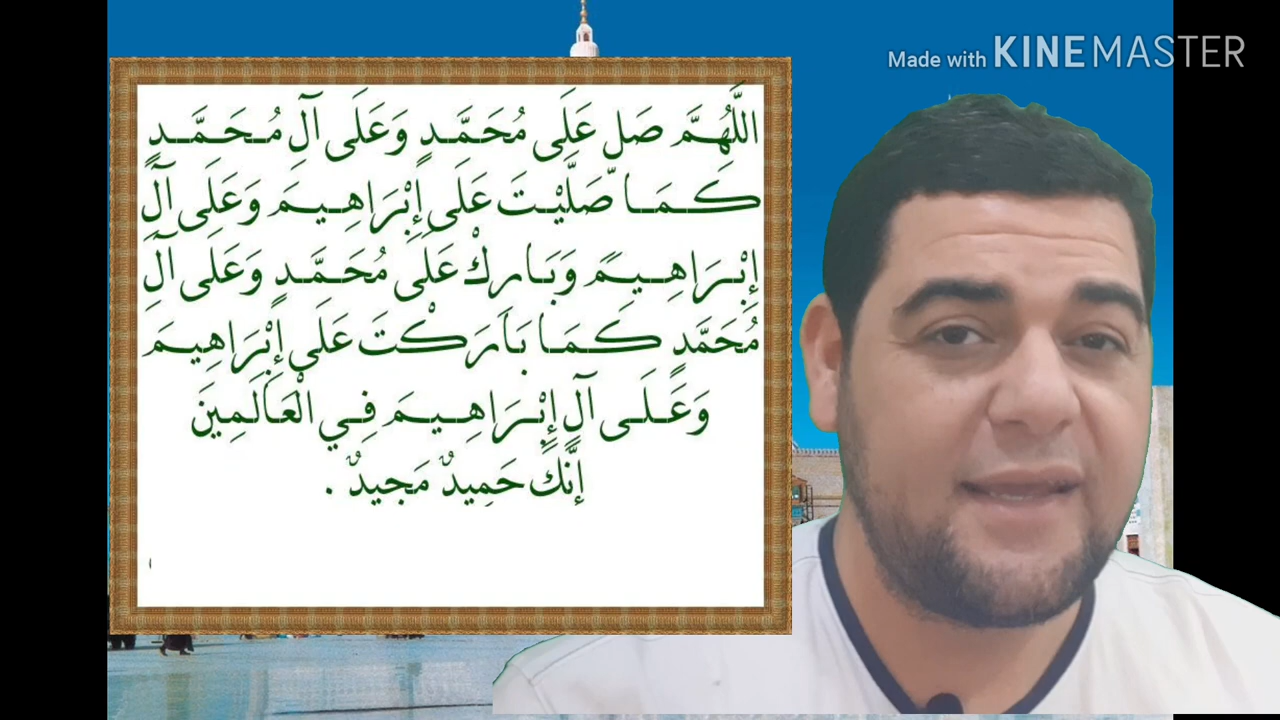 Made with KINEMASTER
اللَّهُمَّ صَل عَلَى مُحَمَّدٍ وَعَلَى آلِ مُحَمَّدٍ
كَمَا صَلَّيْتَ عَلَى إِبْرَاهِيمَ وَعَلَى آلِ
إِبْرَاهِيمَ وَبَارِكْ عَلَى مُحَمَّدٍ وَعَلَى آلِ
مُحَمَّدٍ كَمَا بَارَكْتَ عَلَى إِبْرَاهِيمَ
وَعَلَى آلِ إِبْرَاهِيمَ فِي الْعَالَمِينَ
إِنَّكَ حَمِيدٌ مَجِيدٌ .